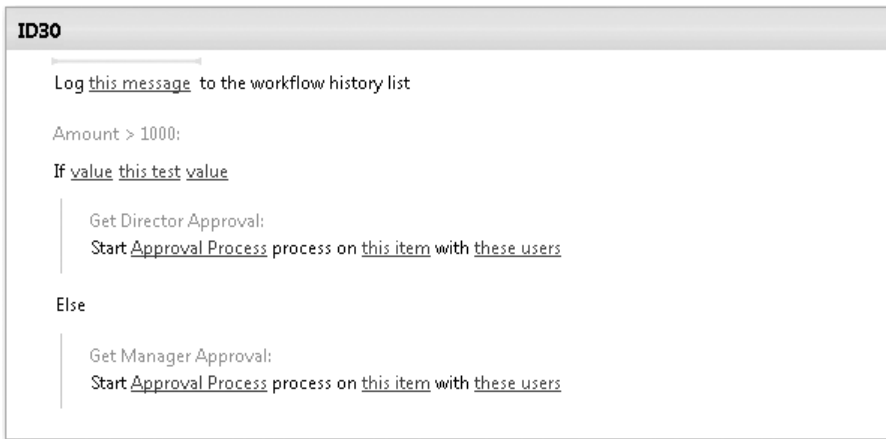 ID30
Log this message to the workflow history list
Amount > 1000:
If value this test value
Get Director Approval:
Start Approval Process process on this item with these users
Else
Get Manager Approval:
Start Approval Process process on this item with these users